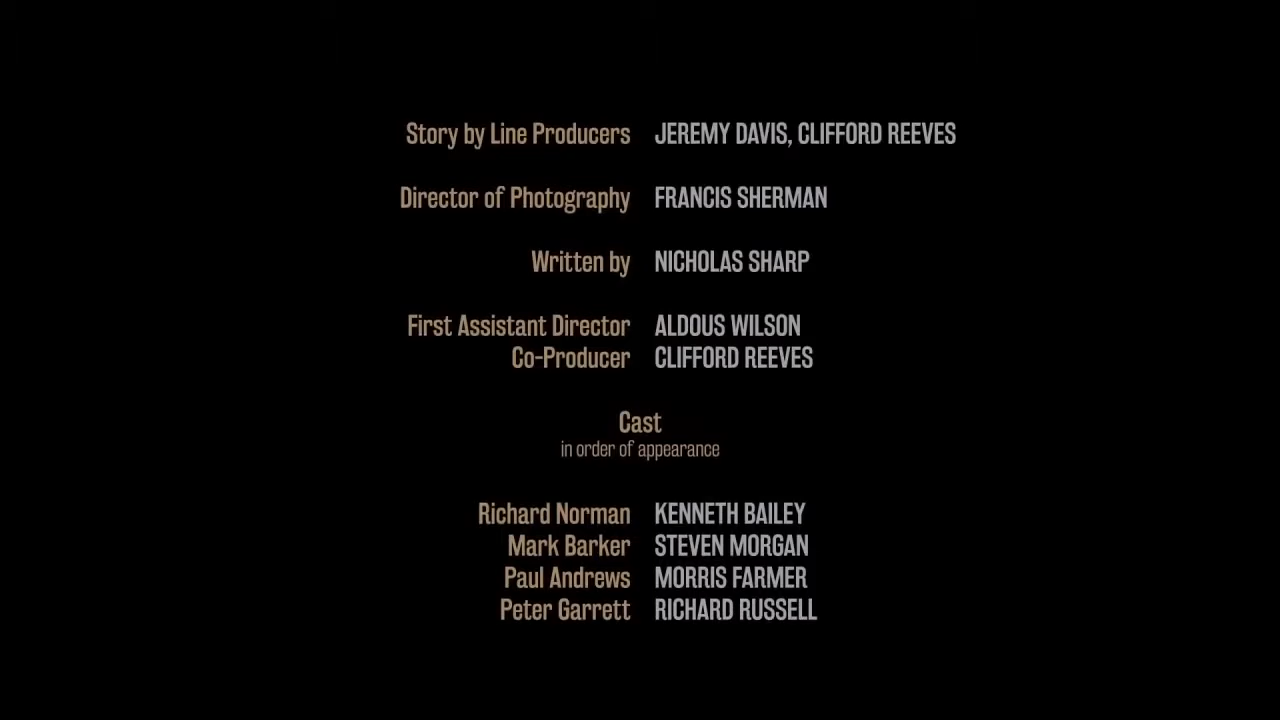 Story by Line Producers JEREMY DAVIS, CLIFFORD REEVES
Director of Photography FRANCIS SHERMAN
Written by NICHOLAS SHARP
First Assistant Director ALDOUS WILSON
Co-Producer CLIFFORD REEVES
Cast
in order of appearance
Richard Norman KENNETH BAILEY
Mark Barker STEVEN MORGAN
Paul Andrews MORRIS FARMER
Peter Garrett RICHARD RUSSELL